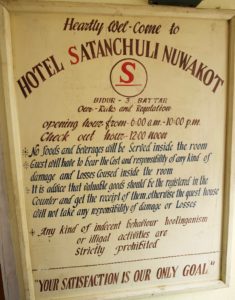 Heartly Wel-Come to
HOTEL SATANCHULI NUWAKOT
S
BIDUR - 3 BATTAR
Our-Rules and Regulation
opening hour from-6:00 a.m.-10:00 p.m.
Check out hour-12:00 noon
* No foods and beverages will be Served inside the room
* Guest will have to bear the Cost and responsibility of any kind of
damage and Losses Caused inside the room
* It is advice that valuable goods should be registered in the
Counter and get the receipt of them, otherwise the guest house
will not take any responsibility of damage or Losses
* Any kind of indecent behaviour hoolinganism
or illigal activities are
strictly prohibited
"YOUR SATISFACTION IS OUR ONLY GOAL"